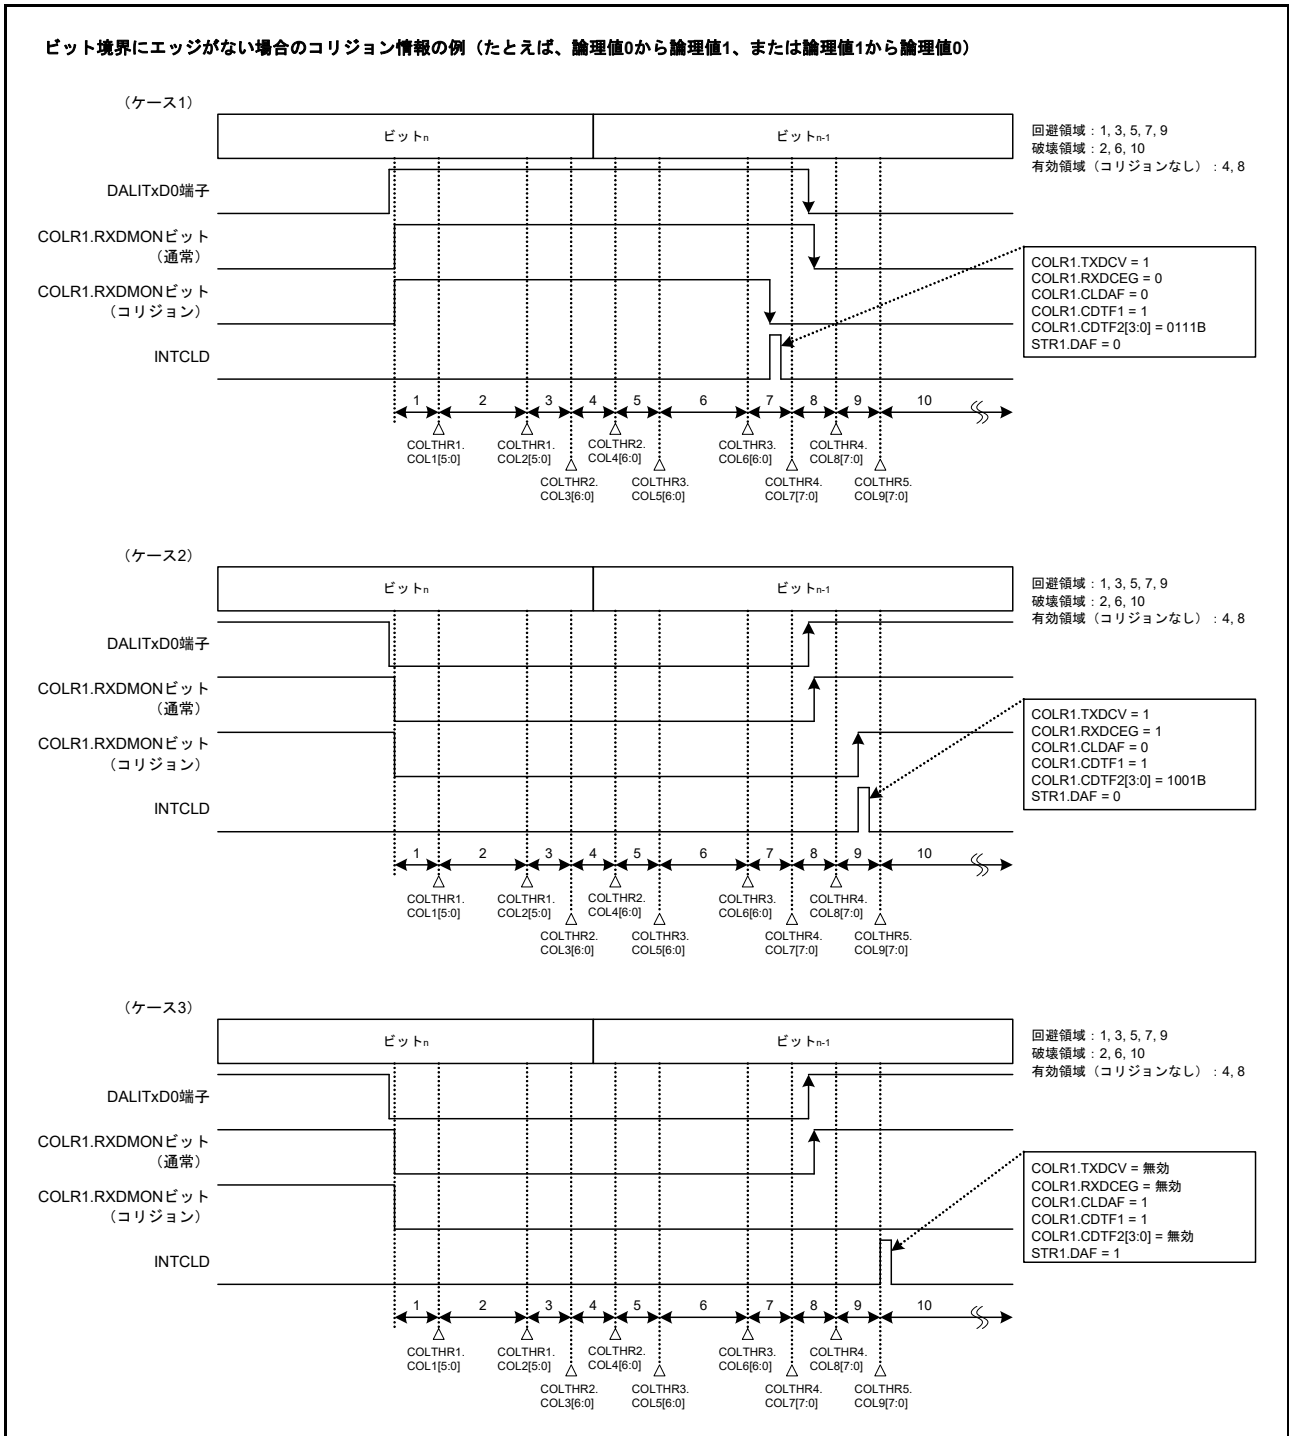 ビット境界にエッジがない場合のコリジョン情報の例（たとえば、論理値0から論理値1、または論理値1から論理値0）
（ケース1）
ビットn
ビットn-1
回避領域：1, 3, 5, 7, 9
破壊領域：2, 6, 10
有効領域（コリジョンなし）：4, 8
DALITxD0端子
COLR1.RXDMONビット
（通常）
COLR1.RXDMONビット
（コリジョン）
INTCLD
COLR1.TXDCV = 1
COLR1.RXDCEG = 0
COLR1.CLDAF = 0
COLR1.CDTF1 = 1
COLR1.CDTF2[3:0] = 0111B
STR1.DAF = 0
1 2 3 4 5 6 7 8 9 10
COLTHR1.
COL1[5:0]
COLTHR1.
COL2[5:0]
COLTHR2.
COL3[6:0]
COLTHR2.
COL4[6:0]
COLTHR3.
COL5[6:0]
COLTHR3.
COL6[6:0]
COLTHR4.
COL7[7:0]
COLTHR4.
COL8[7:0]
COLTHR5.
COL9[7:0]
（ケース2）
ビットn
ビットn-1
回避領域：1, 3, 5, 7, 9
破壊領域：2, 6, 10
有効領域（コリジョンなし）：4, 8
DALITxD0端子
COLR1.RXDMONビット
（通常）
COLR1.RXDMONビット
（コリジョン）
INTCLD
COLR1.TXDCV = 1
COLR1.RXDCEG = 1
COLR1.CLDAF = 0
COLR1.CDTF1 = 1
COLR1.CDTF2[3:0] = 1001B
STR1.DAF = 0
1 2 3 4 5 6 7 8 9 10
COLTHR1.
COL1[5:0]
COLTHR1.
COL2[5:0]
COLTHR2.
COL3[6:0]
COLTHR2.
COL4[6:0]
COLTHR3.
COL5[6:0]
COLTHR3.
COL6[6:0]
COLTHR4.
COL7[7:0]
COLTHR4.
COL8[7:0]
COLTHR5.
COL9[7:0]
（ケース3）
ビットn
ビットn-1
回避領域：1, 3, 5, 7, 9
破壊領域：2, 6, 10
有効領域（コリジョンなし）：4, 8
DALITxD0端子
COLR1.RXDMONビット
（通常）
COLR1.RXDMONビット
（コリジョン）
INTCLD
COLR1.TXDCV = 無効
COLR1.RXDCEG = 無効
COLR1.CLDAF = 1
COLR1.CDTF1 = 1
COLR1.CDTF2[3:0] = 無効
STR1.DAF = 1
1 2 3 4 5 6 7 8 9 10
COLTHR1.
COL1[5:0]
COLTHR1.
COL2[5:0]
COLTHR2.
COL3[6:0]
COLTHR2.
COL4[6:0]
COLTHR3.
COL5[6:0]
COLTHR3.
COL6[6:0]
COLTHR4.
COL7[7:0]
COLTHR4.
COL8[7:0]
COLTHR5.
COL9[7:0]